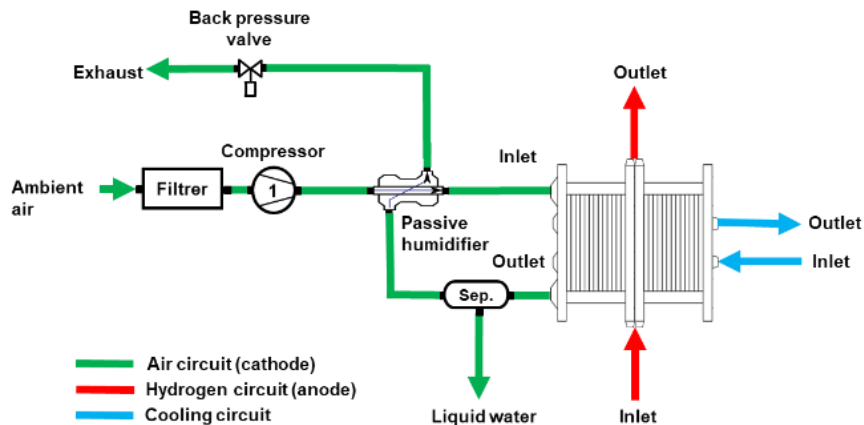 Back pressure
valve
Exhaust
Outlet
Compressor
Inlet
Ambient
air
Filtrer
1
Passive
humidifier
Outlet
Outlet
Inlet
Sep.
Air circuit (cathode)
Hydrogen circuit (anode)
Cooling circuit
Liquid water
Inlet